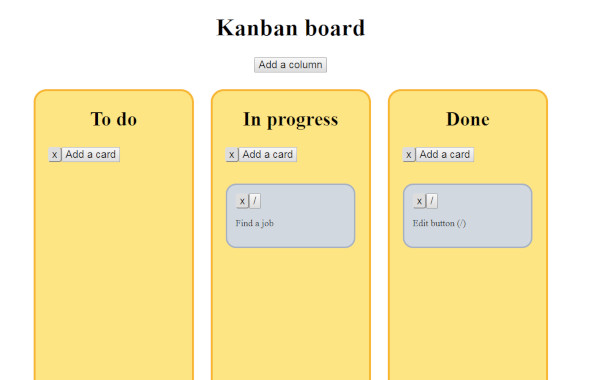 Kanban board
Add a column
To do
x Add a card
In progress
x Add a card
x /
Find a job
Done
x Add a card
x /
Edit button (/)